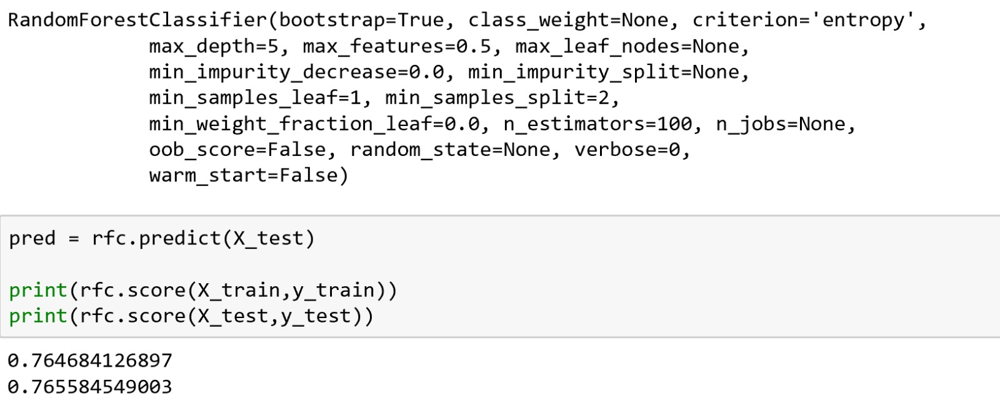 RandomForestClassifier(bootstrap=True, class_weight=None, criterion='entropy',
            max_depth=5, max_features=0.5, max_leaf_nodes=None,
            min_impurity_decrease=0.0, min_impurity_split=None,
            min_samples_leaf=1, min_samples_split=2,
            min_weight_fraction_leaf=0.0, n_estimators=100, n_jobs=None,
            oob_score=False, random_state=None, verbose=0,
            warm_start=False)
pred = rfc.predict(X_test)
print(rfc.score(X_train,y_train))
print(rfc.score(X_test,y_test))
0.764684126897
0.765584549003